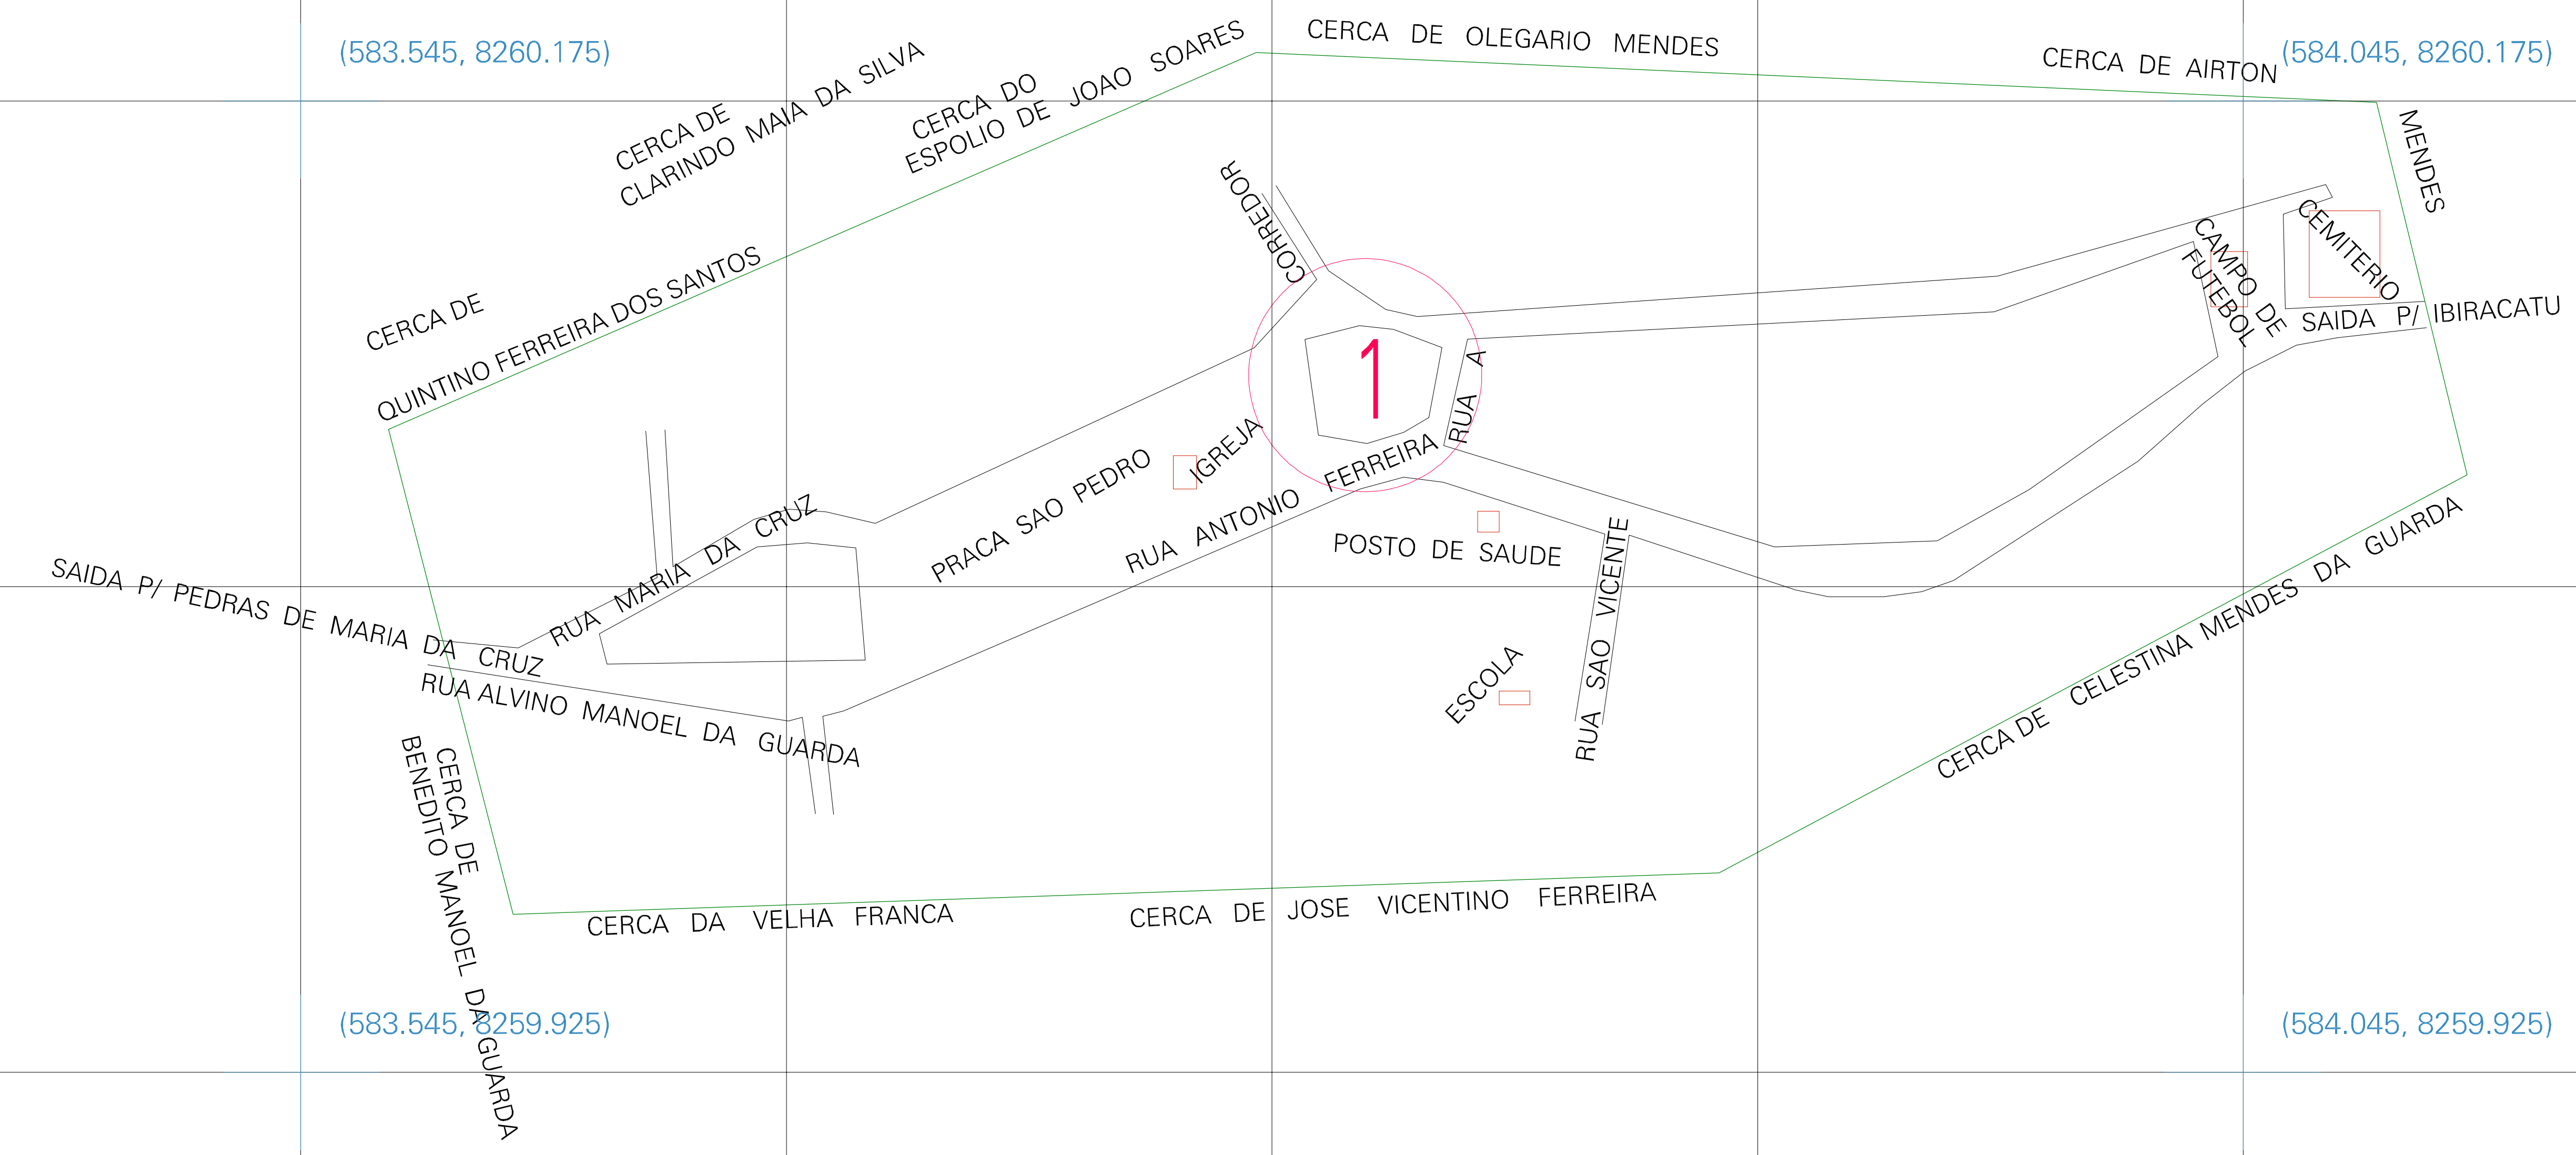 (583.545, 8260.175)
CERCA DE OLEGARIO MENDES
CERCA DE AIRTON
(584.045, 8260.175)
MENDES
CERCA DE
CLARINDO MAIA DA SILVA
CERCA DO
ESPOLIO DE JOAO SOARES
CORREDOR
CERCA DE
QUINTINO FERREIRA DOS SANTOS
CEMITERIO
CAMPO DE
FUTEBOL
SAIDA P/ IBIRACATU
1
RUA A
IGREJA
PRACA SAO PEDRO
RUA ANTONIO FERREIRA
RUA MARIA DA CRUZ
POSTO DE SAUDE
RUA SAO VICENTE
ESCOLA
SAIDA P/ PEDRAS DE MARIA DA CRUZ
RUA ALVINO MANOEL DA GUARDA
CERCA DE CELESTINA MENDES DA GUARDA
CERCA DE
BENEDITO MANOEL DA GUARDA
CERCA DA VELHA FRANCA
CERCA DE JOSE VICENTINO FERREIRA
(583.545, 8259.925)
(584.045, 8259.925)